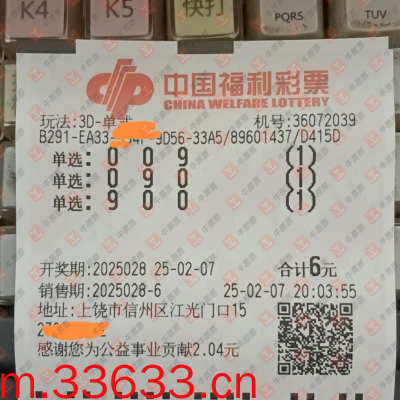 K4 K5 快打 PQRS TUV
中国福利彩票
CHINA WELFARE LOTTERY
玩法:3D-单式 机号:36072039
B291-EA33- -9D56-33A5/89601437/D415D
单选: 0 0 9 (1)
单选: 0 9 0 (1)
单选: 9 0 0 (1)
开奖期:2025028 25-02-07 合计6元
销售期:2025028-6 25-02-07 20:03:55
地址:上饶市信州区江光门口15
感谢您为公益事业贡献2.04元
m.33633.cn